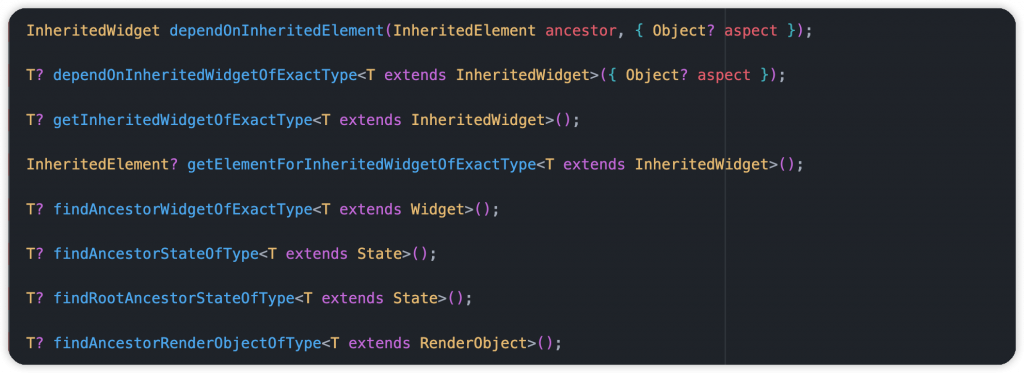 InheritedWidget dependOnInheritedElement(InheritedElement ancestor, { Object? aspect });
T? dependOnInheritedWidgetOfExactType<T extends InheritedWidget>({ Object? aspect });
T? getInheritedWidgetOfExactType<T extends InheritedWidget>();
InheritedElement? getElementForInheritedWidgetOfExactType<T extends InheritedWidget>();
T? findAncestorWidgetOfExactType<T extends Widget>();
T? findAncestorStateOfType<T extends State>();
T? findRootAncestorStateOfType<T extends State>();
T? findAncestorRenderObjectOfType<T extends RenderObject>();